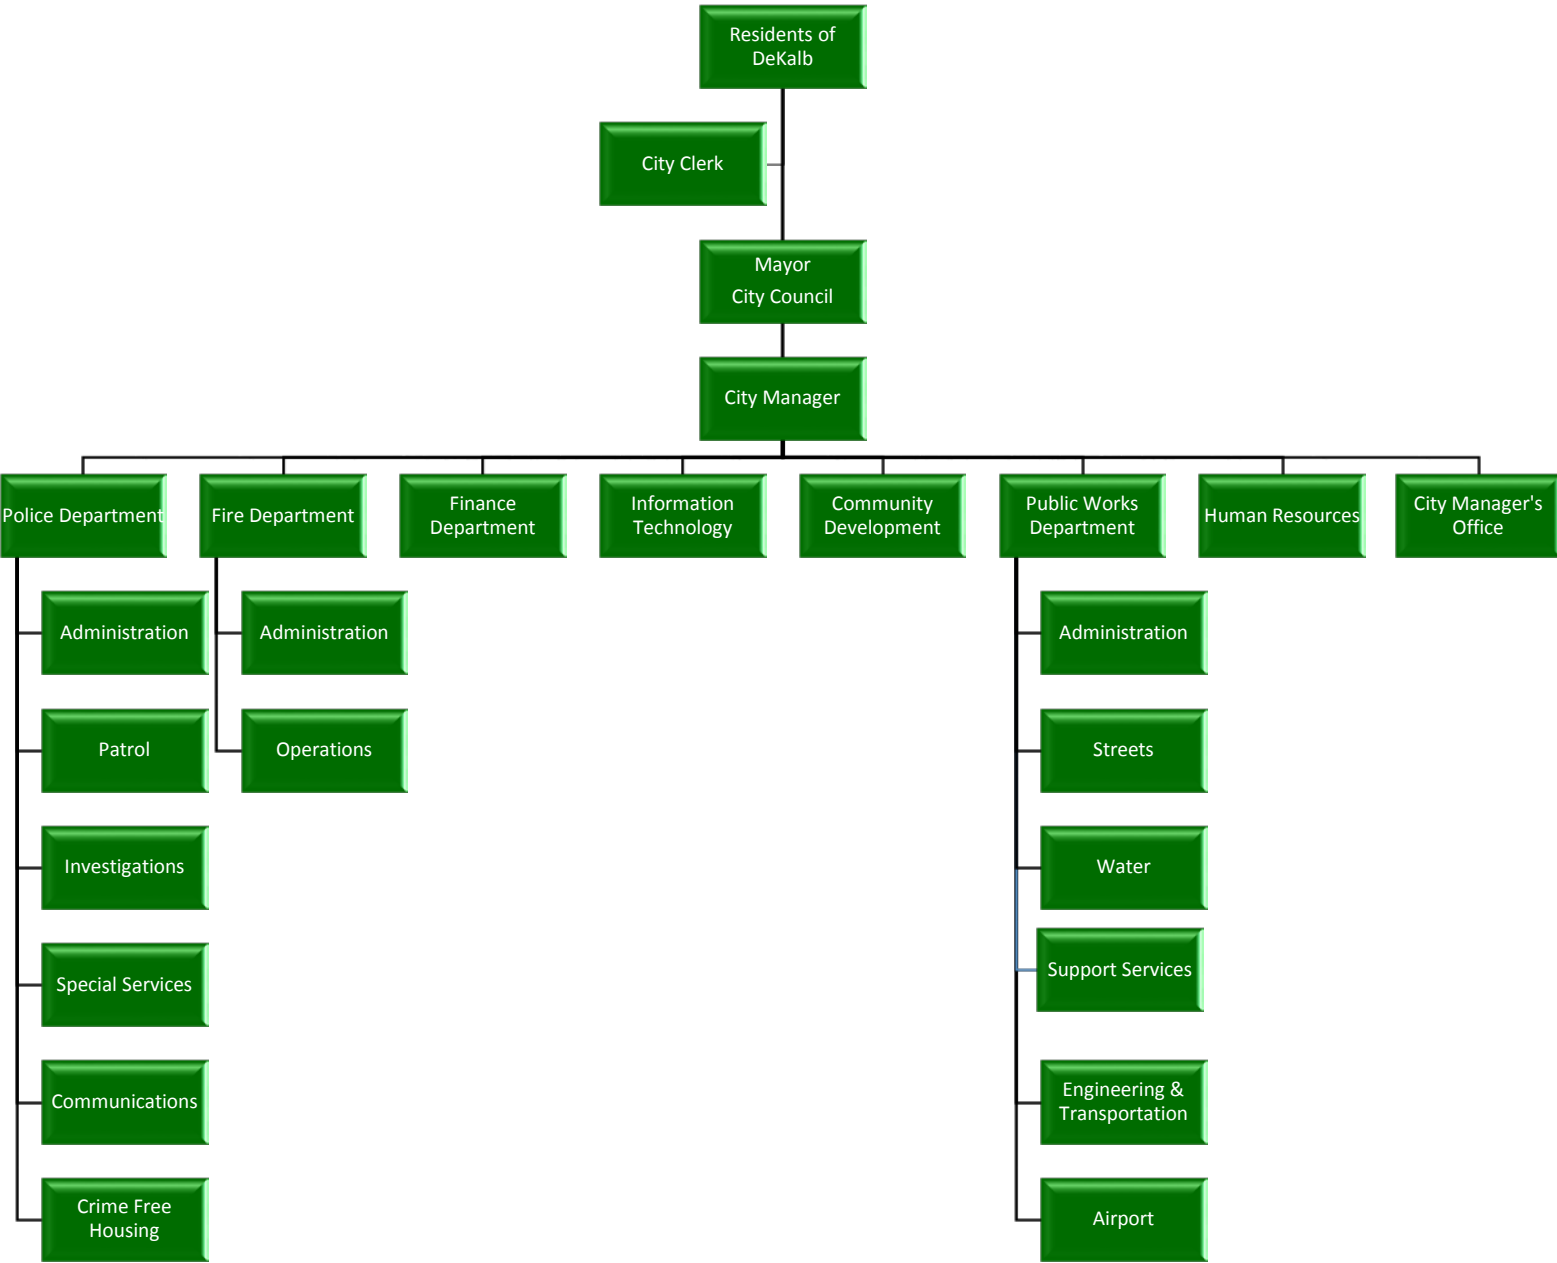 Residents of
DeKalb
City Clerk
Mayor
City Council
City Manager
Police Department
Fire Department
Finance
Department
Information
Technology
Community
Development
Public Works
Department
Human Resources
City Manager's
Office
Administration
Patrol
Investigations
Special Services
Communications
Crime Free
Housing
Administration
Operations
Administration
Streets
Water
Support Services
Engineering &
Transportation
Airport